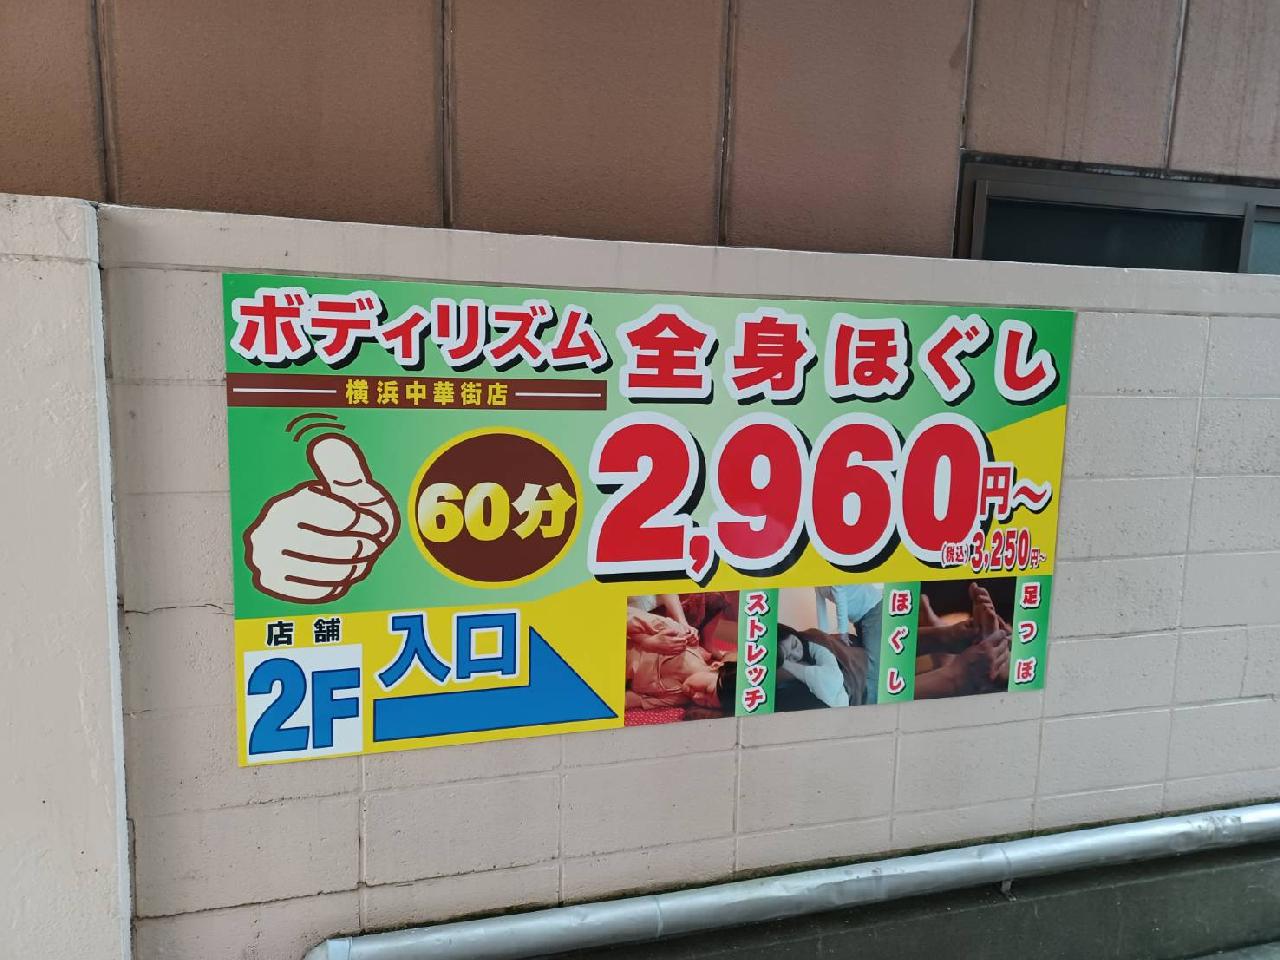 ボディリズム
横浜中華街店
全身ほぐし
60分
2,960円～
(税込)3,250円～
店舗
2F
入口
ストレッチ
ほぐし
足つぼ